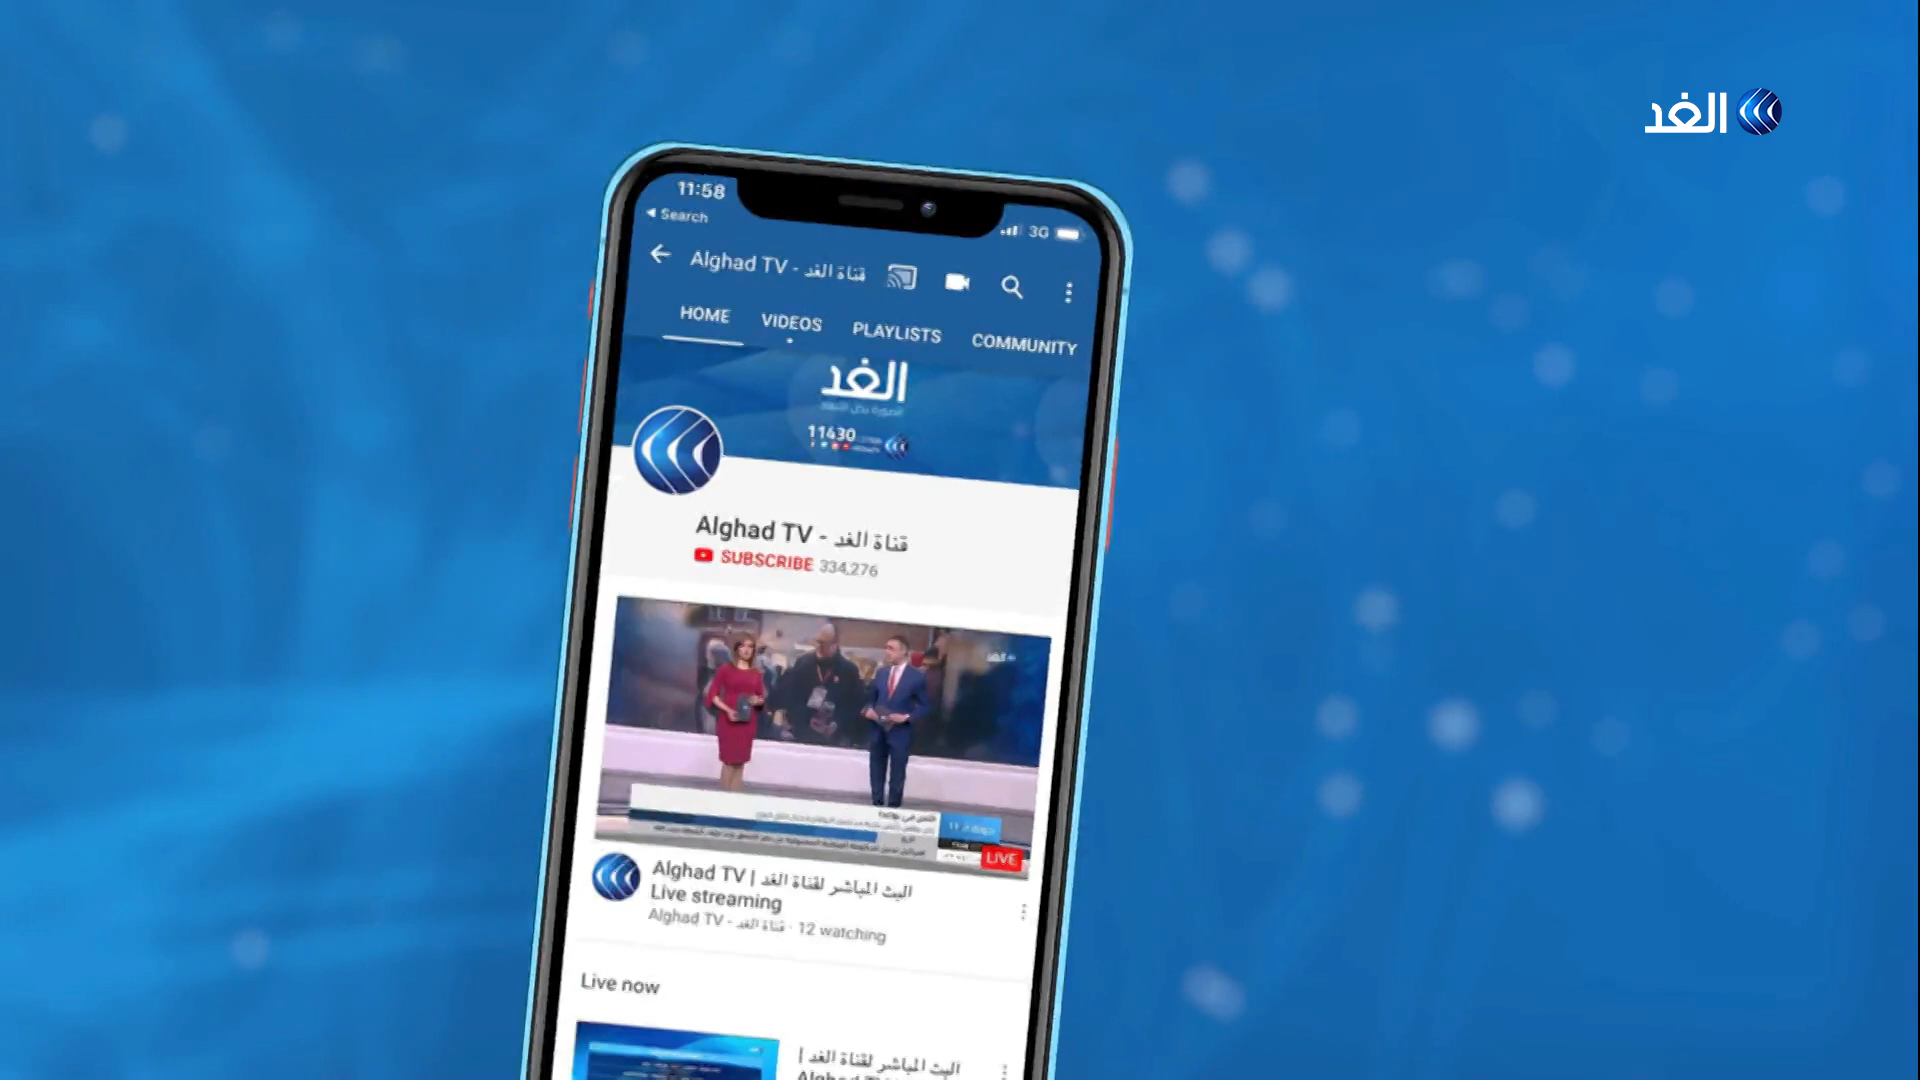 الغد
11:58
Search
3G
Alghad TV - قناة الغد
HOME VIDEOS PLAYLISTS COMMUNITY
الغد
11430
Alghad TV - قناة الغد
SUBSCRIBE 334,276
الغد
LIVE
Alghad TV | البث المباشر لقناة الغد
Live streaming
Alghad TV - قناة الغد · 12 watching
Live now
البث المباشر لقناة الغد |